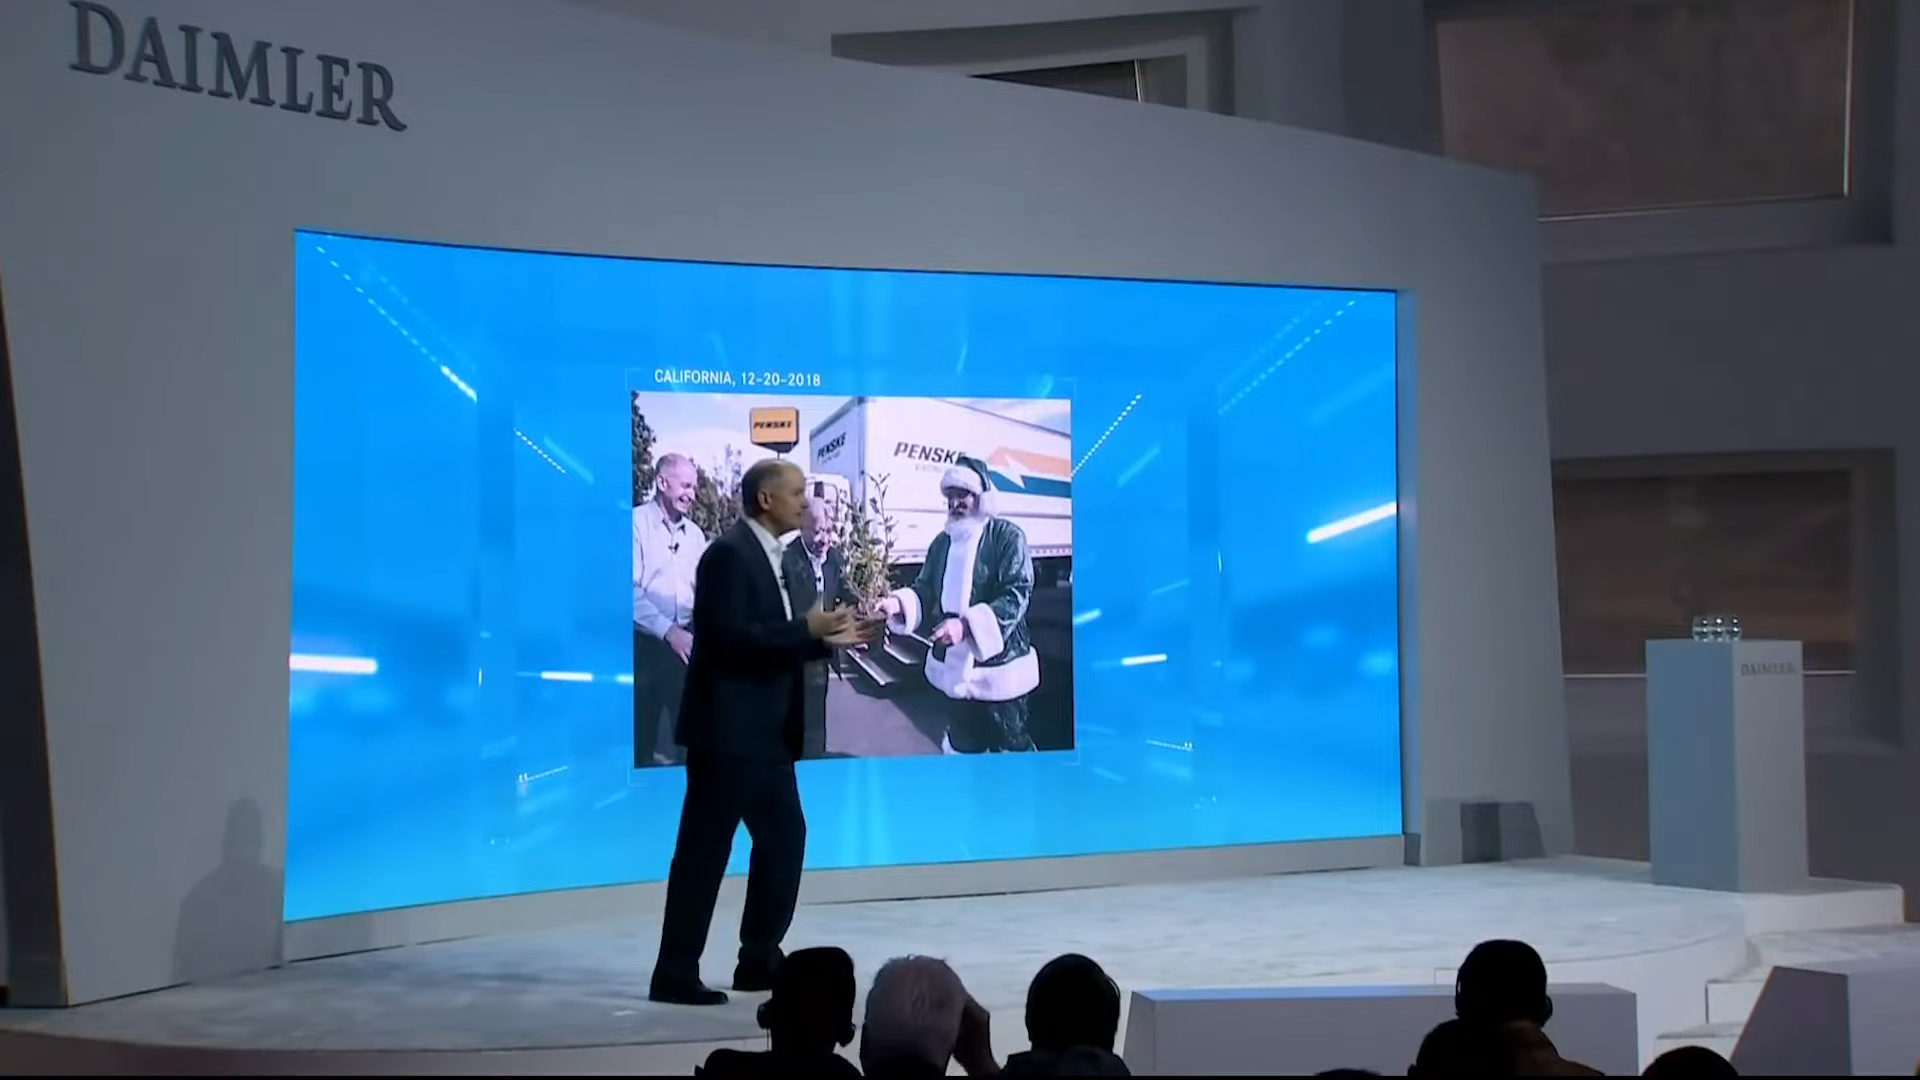 DAIMLER
CALIFORNIA, 12-20-2018
PENSKE
PENSKE
PENSKE
DAIMLER